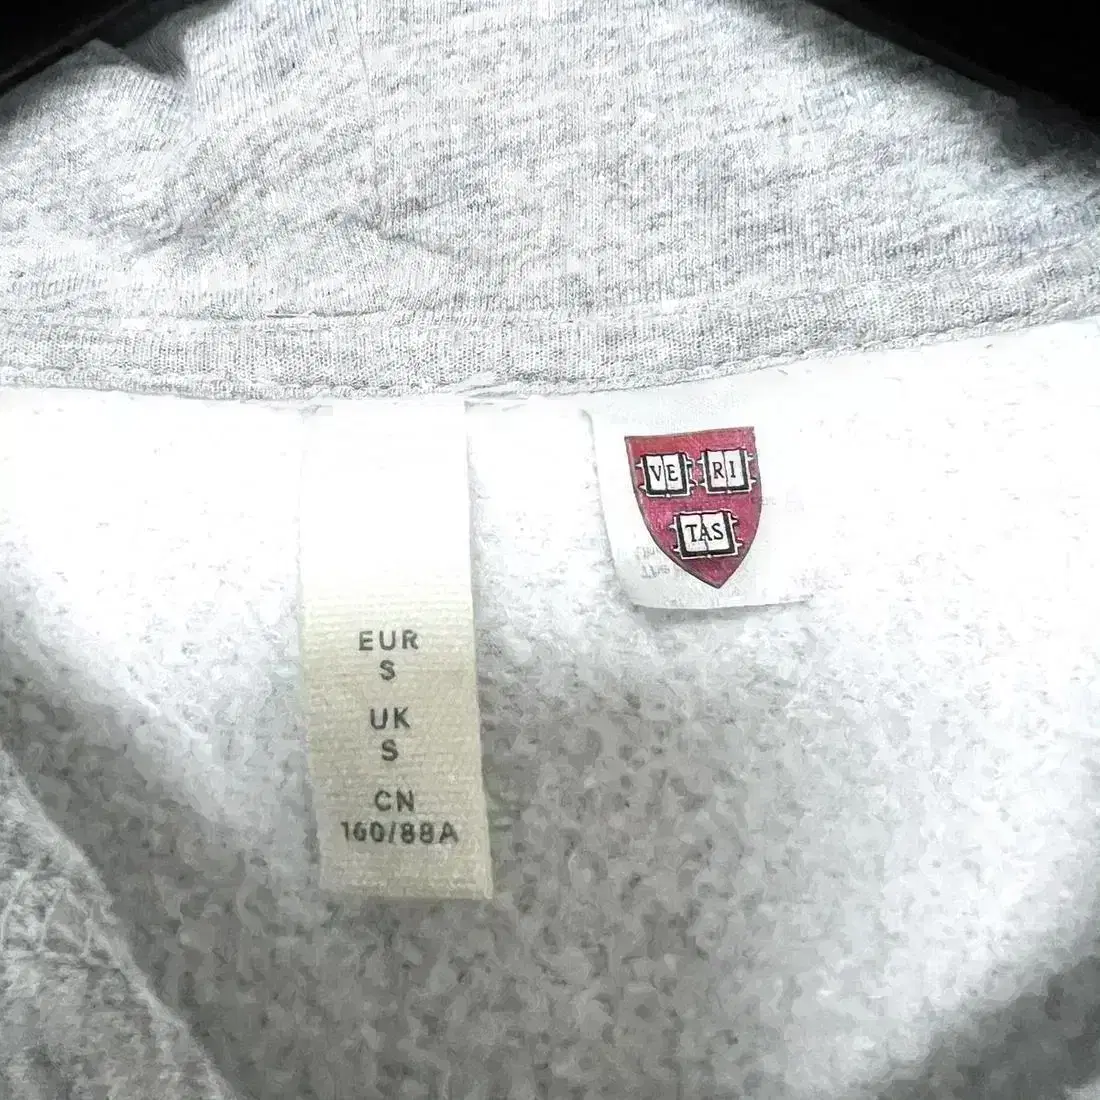 EUR
S
UK
S
CN
160/88A
VE RI
TAS